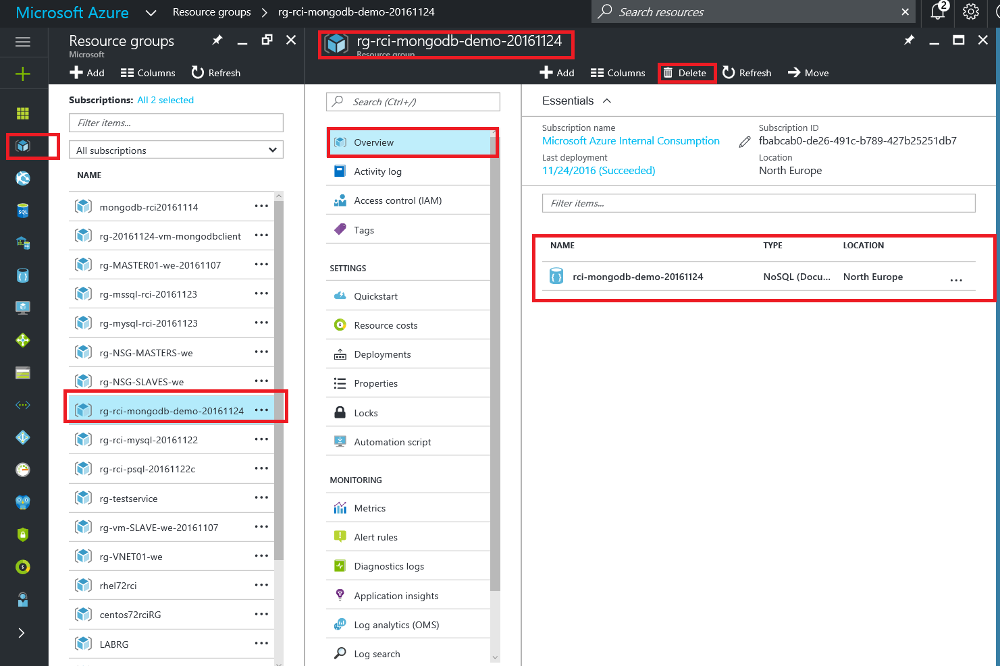 Microsoft Azure
Resource groups
rg-rci-mongodb-demo-20161124
Search resources
2
Resource groups
Microsoft
Add
Columns
Refresh
Subscriptions: All 2 selected
Filter items...
All subscriptions
NAME
mongodb-rci20161114
rg-20161124-vm-mongodbclient
rg-MASTER01-we-20161107
rg-mssql-rci-20161123
rg-mysql-rci-20161123
rg-NSG-MASTERS-we
rg-NSG-SLAVES-we
rg-rci-mongodb-demo-20161124
rg-rci-mysql-20161122
rg-rci-psql-20161122c
rg-testservice
rg-vm-SLAVE-we-20161107
rg-VNET01-we
rhel72rci
centos72rciRG
LABRG
rg-rci-mongodb-demo-20161124
Resource group
Add
Columns
Delete
Refresh
Move
Search (Ctrl+/)
Overview
Activity log
Access control (IAM)
Tags
SETTINGS
Quickstart
Resource costs
Deployments
Properties
Locks
Automation script
MONITORING
Metrics
Alert rules
Diagnostics logs
Application insights
Log analytics (OMS)
Log search
Essentials
Subscription name
Microsoft Azure Internal Consumption
Last deployment
11/24/2016 (Succeeded)
Subscription ID
fbabcab0-de26-491c-b789-427b25251db7
Location
North Europe
Filter items...
NAME TYPE LOCATION
rci-mongodb-demo-20161124 NoSQL (Docu... North Europe ...